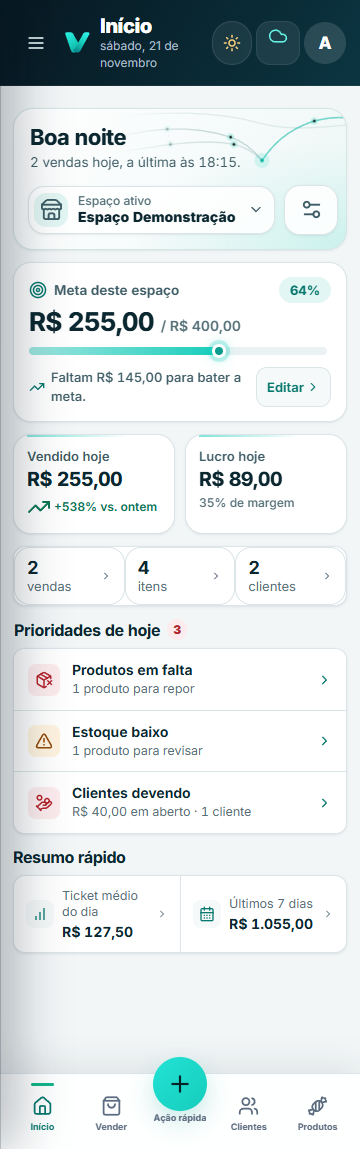 Início
sábado, 21 de
novembro
A
Boa noite
2 vendas hoje, a última às 18:15.
Espaço ativo
Espaço Demonstração
Meta deste espaço
64%
R$ 255,00 / R$ 400,00
Faltam R$ 145,00 para bater a
meta.
Editar
Vendido hoje
R$ 255,00
+538% vs. ontem
Lucro hoje
R$ 89,00
35% de margem
2
vendas
4
itens
2
clientes
Prioridades de hoje 3
Produtos em falta
1 produto para repor
Estoque baixo
1 produto para revisar
Clientes devendo
R$ 40,00 em aberto · 1 cliente
Resumo rápido
Ticket médio
do dia
R$ 127,50
Últimos 7 dias
R$ 1.055,00
Início
Vender
Ação rápida
Clientes
Produtos